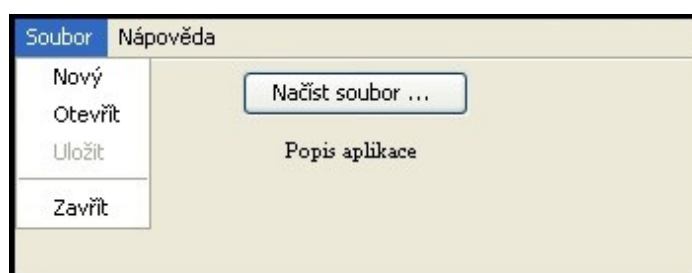 Soubor Nápověda
Nový
Načíst soubor ...
Otevřít
Uložit
Popis aplikace
Zavřít